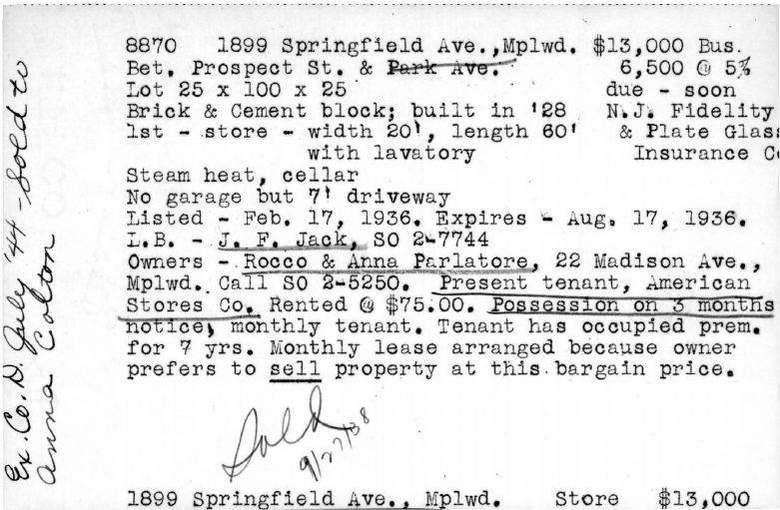 8870 1899 Springfield Ave.,Mplwd. $13,000 Bus.
Bet. Prospect St. & Park Ave. 6,500 @ 5%
Lot 25 x 100 x 25 due - soon
Brick & Cement block; built in '28 N.J. Fidelity
1st - store - width 20', length 60' & Plate Glas
with lavatory Insurance C
Steam heat, cellar
No garage but 7' driveway
Listed - Feb. 17, 1936. Expires - Aug. 17, 1936.
L.B. - J. F. Jack, SO 2-7744
Owners - Rocco & Anna Parlatore, 22 Madison Ave.,
Mplwd. Call SO 2-5250. Present tenant, American
Stores Co. Rented @ $75.00. Possession on 3 months
notice, monthly tenant. Tenant has occupied prem.
for 7 yrs. Monthly lease arranged because owner
prefers to sell property at this bargain price.
Sold
9/27/38
1899 Springfield Ave., Mplwd. Store $13,000
Ex. Co. D. July '44 - Sold to
Anna Colton